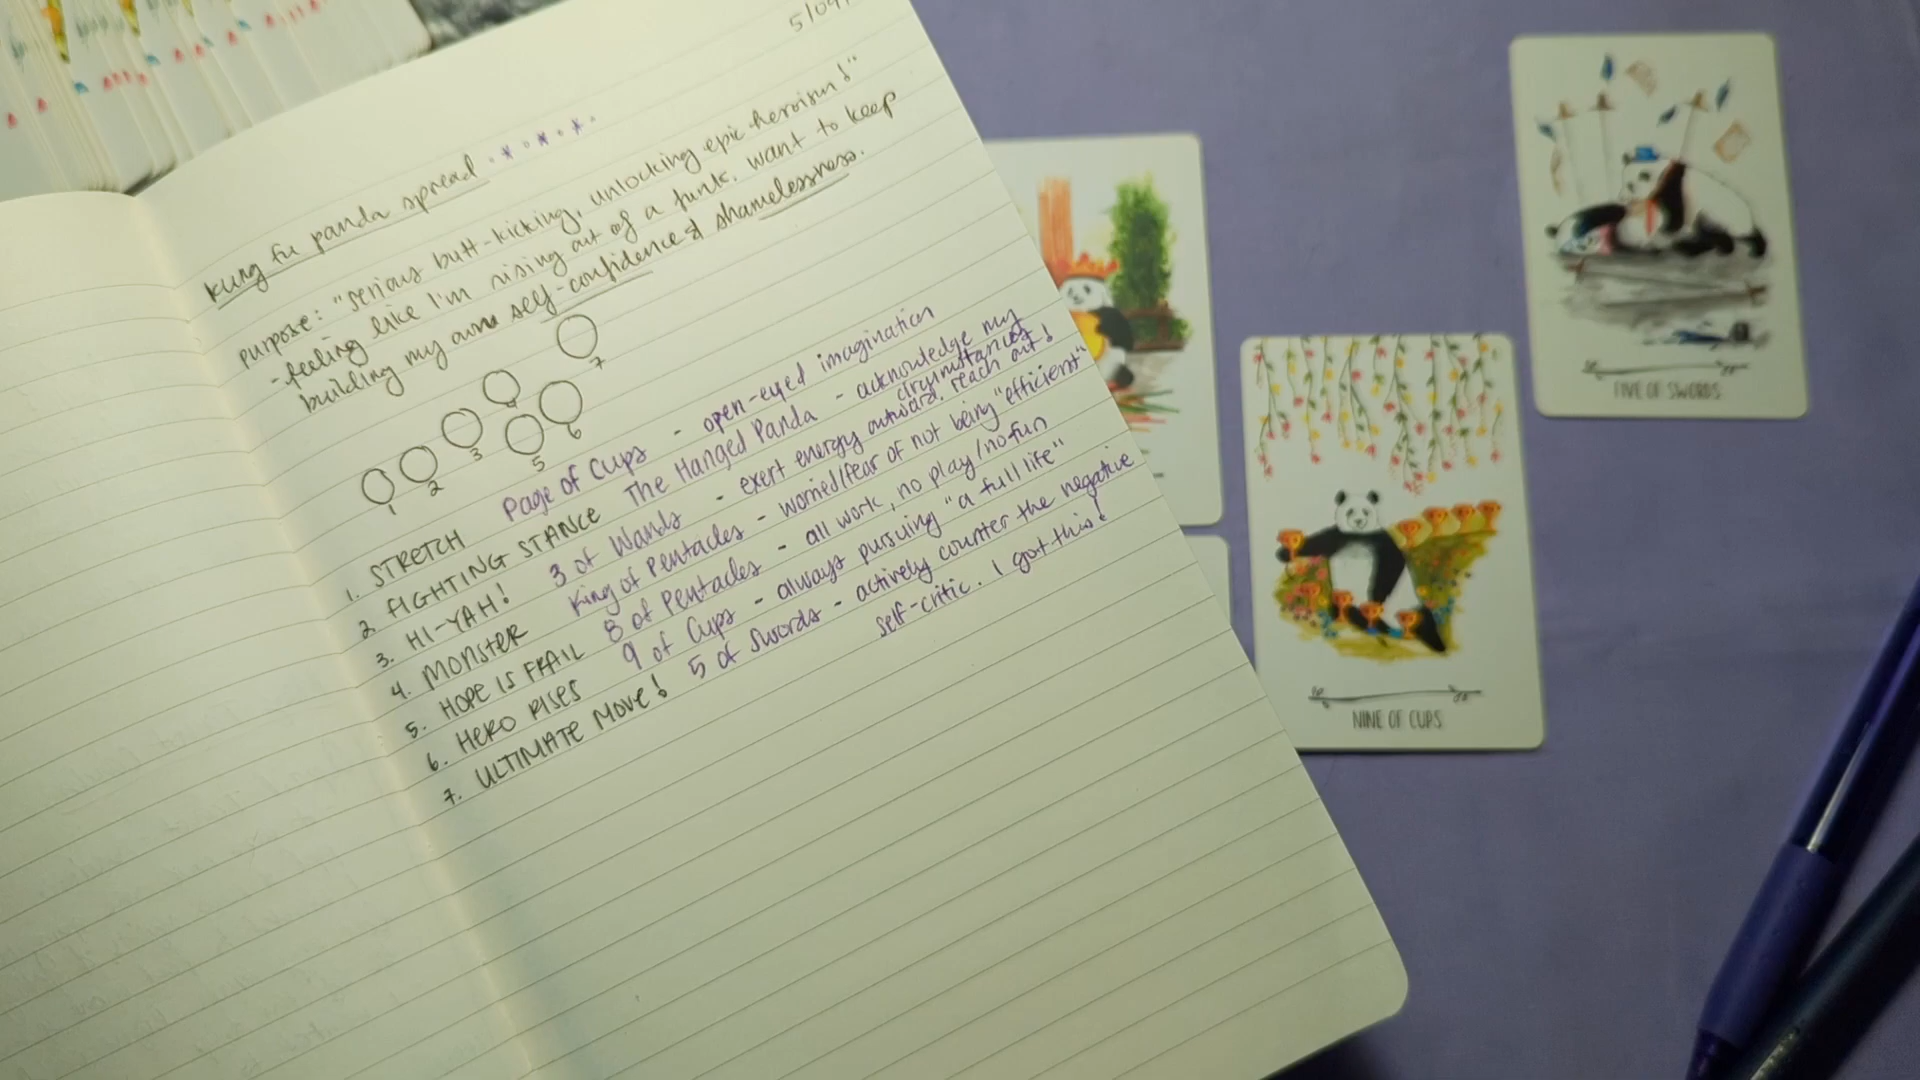 5/09/
kung fu panda spread
purpose: "serious butt-kicking, unlocking epic heroism!"
- feeling like I'm rising out of a funk. want to keep
building my own self-confidence & shamelessness.
7
4
6
3
5
2
1
1. STRETCH Page of Cups - open-eyed imagination
2. FIGHTING STANCE The Hanged Panda - acknowledge my
circumstances
3. HI-YAH! 3 of Wands - exert energy outward, reach out!
4. MONSTER King of Pentacles - worried/fear of not being "efficient"
5. HOPE IS FRAIL 8 of Pentacles - all work, no play/no fun
6. HERO RISES 9 of Cups - always pursuing "a full life"
7. ULTIMATE MOVE! 5 of Swords - actively counter the negative
self-critic. I got this!
FIVE OF SWORDS
NINE OF CUPS